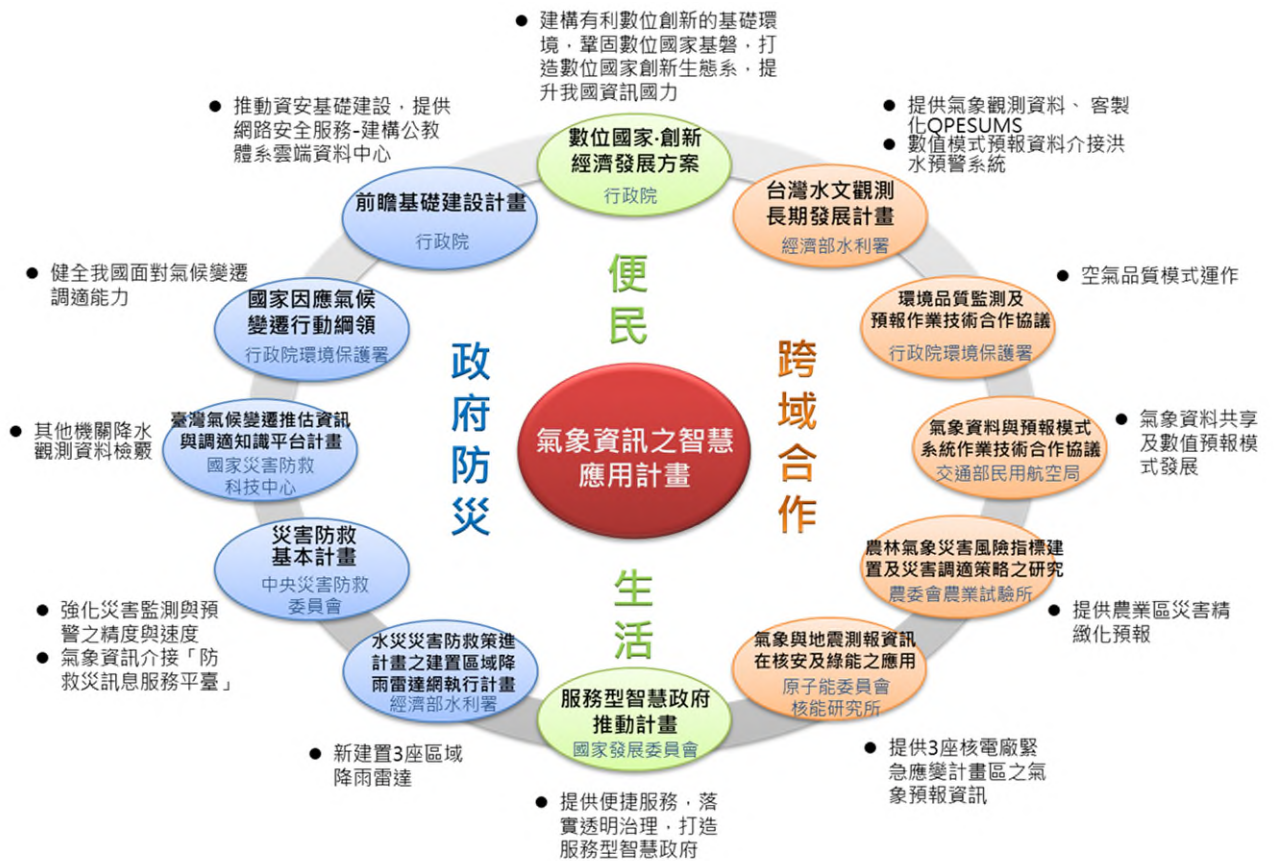 ● 建構有利數位創新的基礎環
境，鞏固數位國家基磐，打
造數位國家創新生態系，提
升我國資訊國力
數位國家·創新
經濟發展方案
行政院
● 提供氣象觀測資料、 客製
化QPESUMS
● 數值模式預報資料介接洪
水預警系統
台灣水文觀測
長期發展計畫
經濟部水利署
● 空氣品質模式運作
環境品質監測及
預報作業技術合作協議
行政院環境保護署
● 氣象資料共享
及數值預報模
式發展
氣象資料與預報模式
系統作業技術合作協議
交通部民用航空局
農林氣象災害風險指標建
置及災害調適策略之研究
農委會農業試驗所
● 提供農業區災害精
緻化預報
氣象與地震測報資訊
在核安及綠能之應用
原子能委員會
核能研究所
● 提供3座核電廠緊
急應變計畫區之氣
象預報資訊
服務型智慧政府
推動計畫
國家發展委員會
● 提供便捷服務，落
實透明治理，打造
服務型智慧政府
水災災害防救策進
計畫之建置區域降
雨雷達網執行計畫
經濟部水利署
● 新建置3座區域
降雨雷達
災害防救
基本計畫
中央災害防救
委員會
● 強化災害監測與預
警之精度與速度
● 氣象資訊介接「防
救災訊息服務平臺」
臺灣氣候變遷推估資訊
與調適知識平台計畫
國家災害防救
科技中心
● 其他機關降水
觀測資料檢覈
國家因應氣候
變遷行動綱領
行政院環境保護署
● 健全我國面對氣候變遷
調適能力
前瞻基礎建設計畫
行政院
● 推動資安基礎建設，提供
網路安全服務-建構公教
體系雲端資料中心
便民
政府防災
跨域合作
生活
氣象資訊之智慧
應用計畫